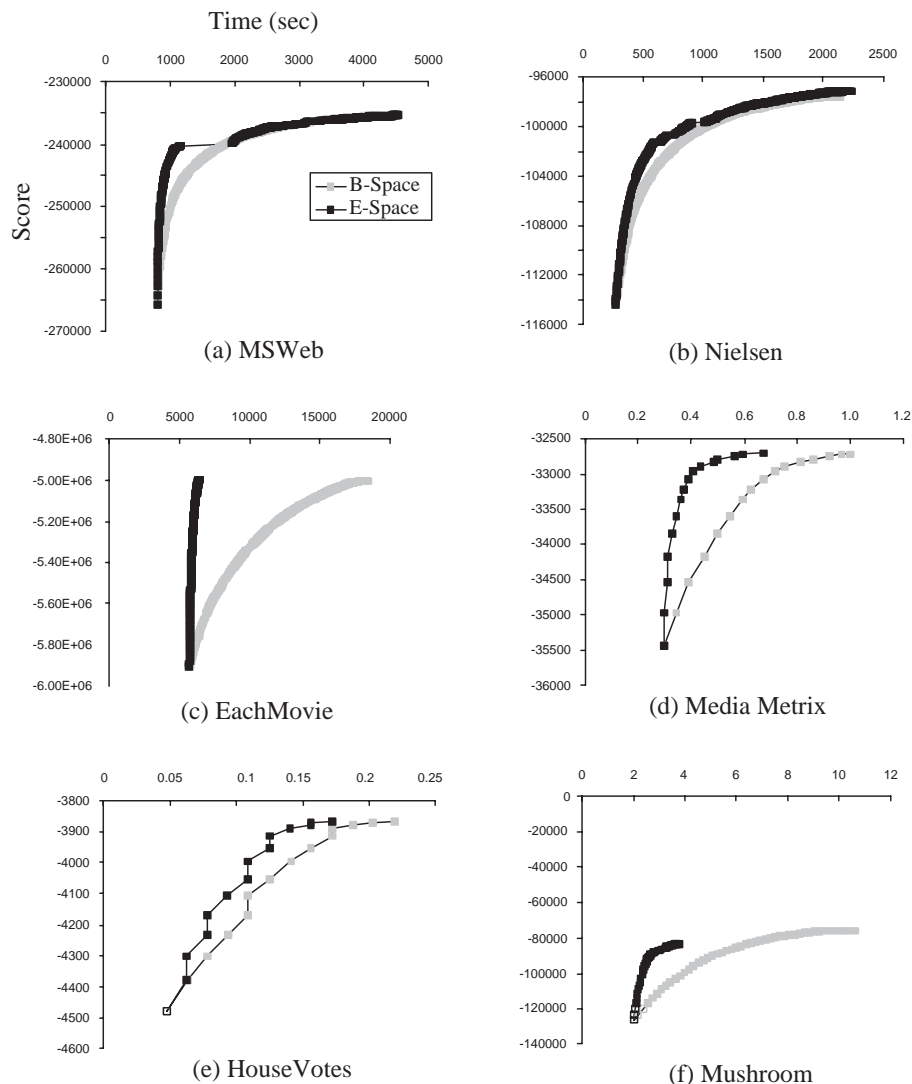 Time (sec)
0 1000 2000 3000 4000 5000
-230000
-240000
-250000
-260000
-270000
Score
B-Space
E-Space
(a) MSWeb
0 500 1000 1500 2000 2500
-96000
-100000
-104000
-108000
-112000
-116000
(b) Nielsen
0 5000 10000 15000 20000
-4.80E+06
-5.00E+06
-5.20E+06
-5.40E+06
-5.60E+06
-5.80E+06
-6.00E+06
(c) EachMovie
0 0.2 0.4 0.6 0.8 1.0 1.2
-32500
-33000
-33500
-34000
-34500
-35000
-35500
-36000
(d) Media Metrix
0 0.05 0.1 0.15 0.2 0.25
-3800
-3900
-4000
-4100
-4200
-4300
-4400
-4500
-4600
(e) HouseVotes
0 2 4 6 8 10 12
0
-20000
-40000
-60000
-80000
-100000
-120000
-140000
(f) Mushroom